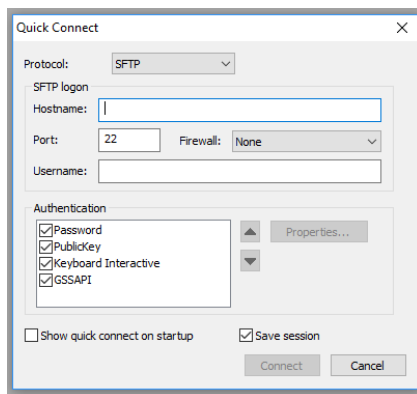 Quick Connect
Protocol: SFTP
SFTP logon
Hostname:
Port: 22 Firewall: None
Username:
Authentication
Password Properties...
PublicKey
Keyboard Interactive
GSSAPI
Show quick connect on startup Save session
Connect Cancel